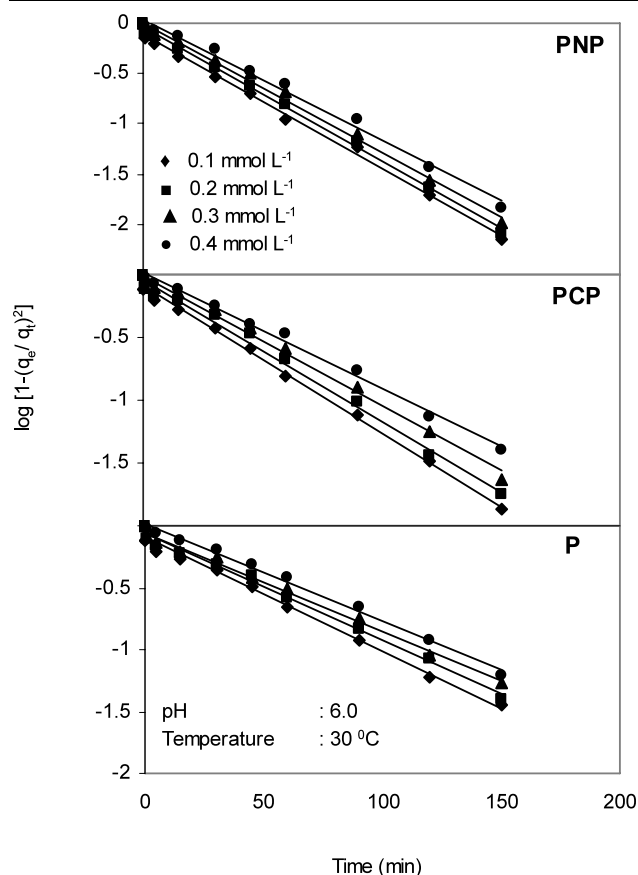 0
PNP
-0.5
-1
-1.5
-2
0.1 mmol L⁻¹
0.2 mmol L⁻¹
0.3 mmol L⁻¹
0.4 mmol L⁻¹
PCP
-0.5
-1
-1.5
log [1-(qₑ/ qₜ)²]
P
-0.5
-1
-1.5
-2
pH : 6.0
Temperature : 30 ⁰C
0 50 100 150 200
Time (min)